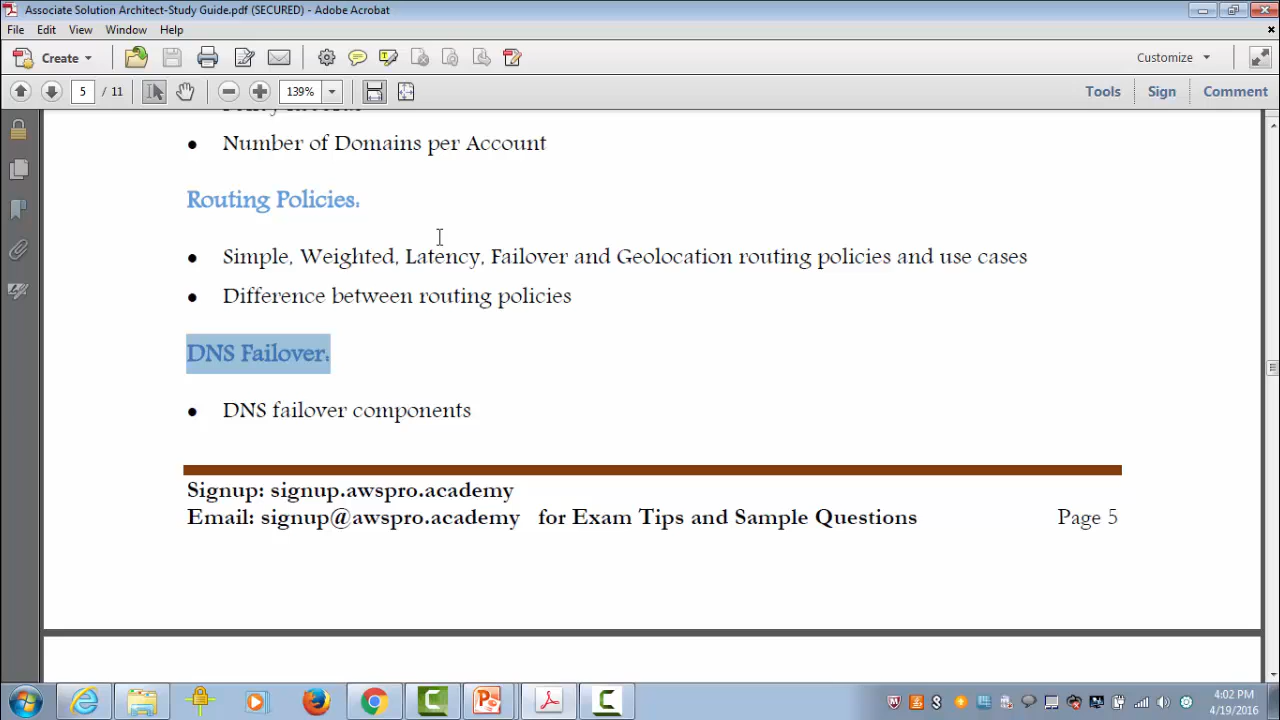 Associate Solution Architect-Study Guide.pdf (SECURED) - Adobe Acrobat
File Edit View Window Help
Create Customize
5 / 11 139% Tools Sign Comment
• Number of Domains per Account
Routing Policies:
• Simple, Weighted, Latency, Failover and Geolocation routing policies and use cases
• Difference between routing policies
DNS Failover:
• DNS failover components
Signup: signup.awspro.academy
Email: signup@awspro.academy for Exam Tips and Sample Questions Page 5
4:02 PM
4/19/2016